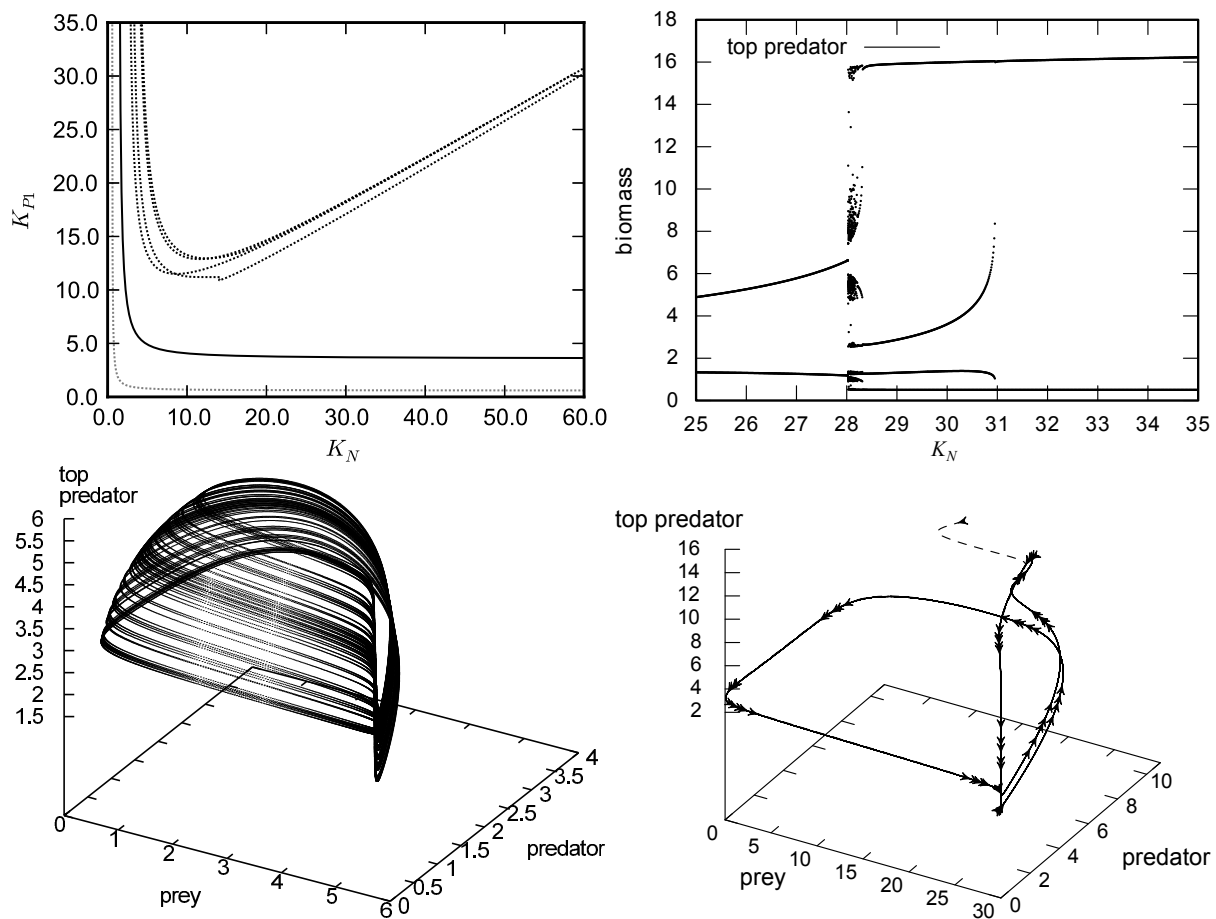 35.0
30.0
25.0
20.0
15.0
10.0
5.0
0.0
K_{P1}
0.0 10.0 20.0 30.0 40.0 50.0 60.0
K_N
18
16
14
12
10
8
6
4
2
0
biomass
top predator
25 26 27 28 29 30 31 32 33 34 35
K_N
top
predator
6
5.5
5
4.5
4
3.5
3
2.5
2
1.5
0 1 2 3 4 5 6
prey
0 0.5 1 1.5 2 2.5 3 3.5 4
predator
top predator
16
14
12
10
8
6
4
2
0 5 10 15 20 25 30
prey
0 2 4 6 8 10
predator